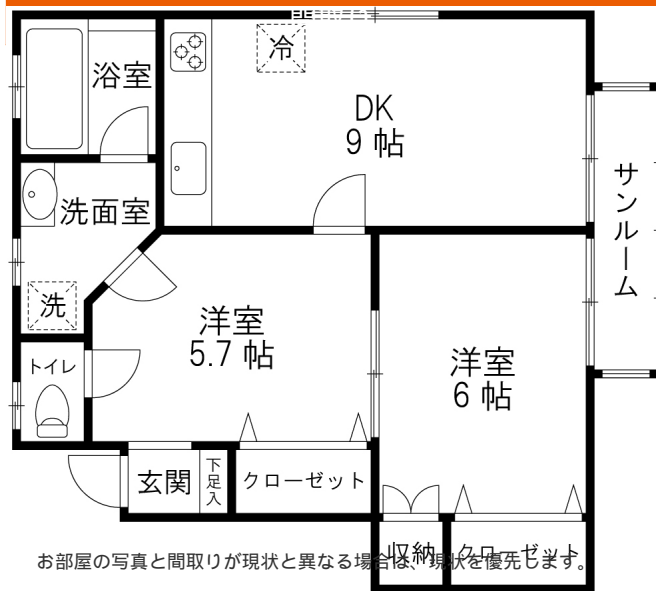 浴室
冷
DK
9 帖
サンルーム
洗面室
洗
洋室
5.7 帖
洋室
6 帖
トイレ
玄関
下足入
クローゼット
収納
クローゼット
お部屋の写真と間取りが現状と異なる場合は、現状を優先します。